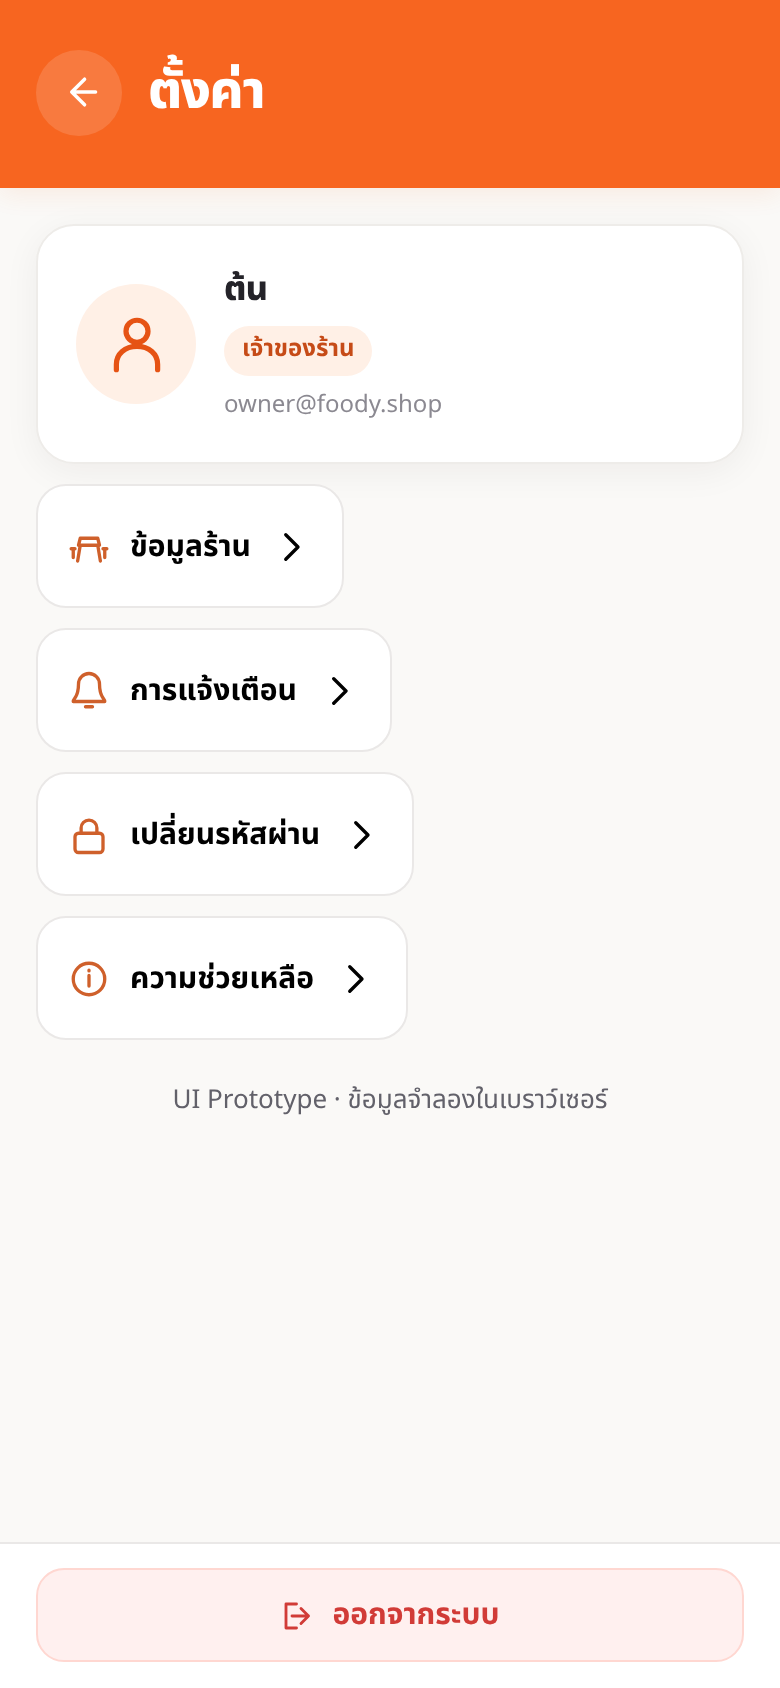 ตั้งค่า
ต้น
เจ้าของร้าน
owner@foody.shop
ข้อมูลร้าน
การแจ้งเตือน
เปลี่ยนรหัสผ่าน
ความช่วยเหลือ
UI Prototype · ข้อมูลจำลองในเบราว์เซอร์
ออกจากระบบ